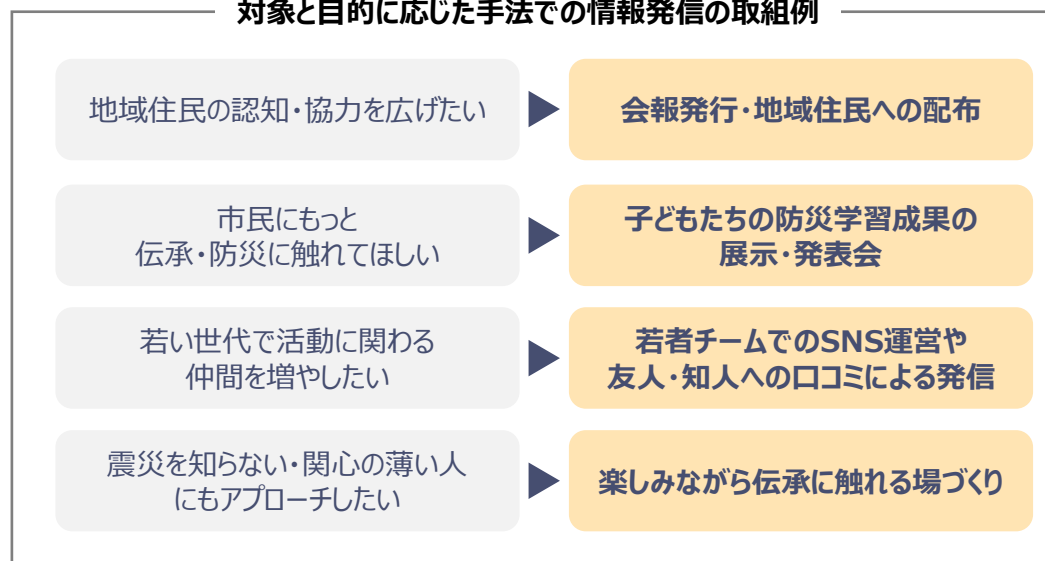 対象と目的に応じた手法での情報発信の取組例
地域住民の認知・協力を広げたい
会報発行・地域住民への配布
市民にもっと
伝承・防災に触れてほしい
子どもたちの防災学習成果の
展示・発表会
若い世代で活動に関わる
仲間を増やしたい
若者チームでのSNS運営や
友人・知人への口コミによる発信
震災を知らない・関心の薄い人
にもアプローチしたい
楽しみながら伝承に触れる場づくり